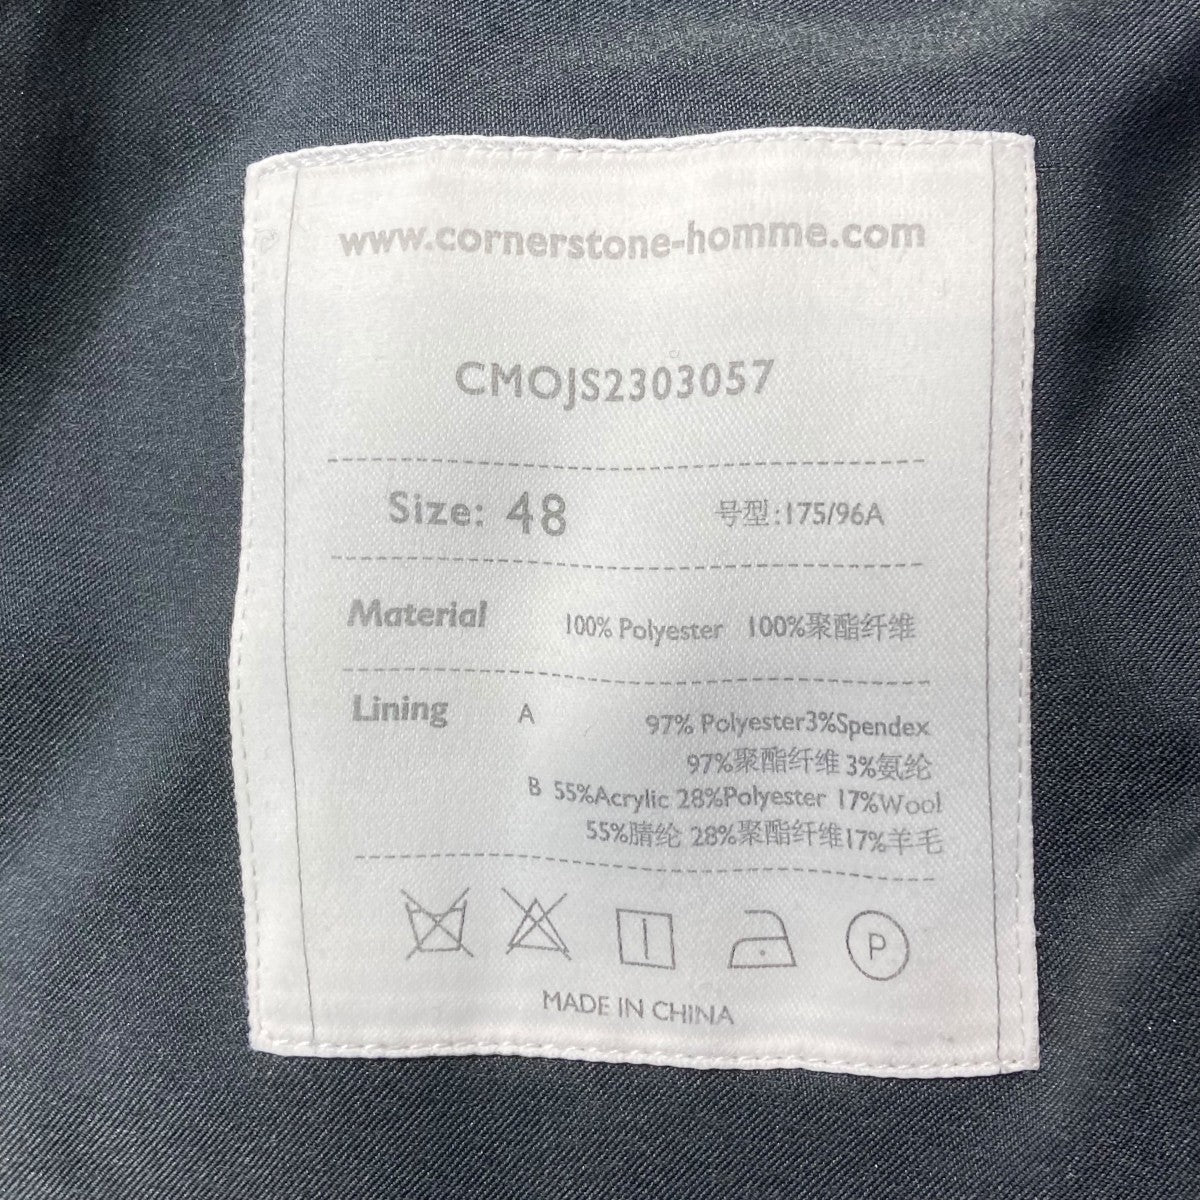 www.cornerstone-homme.com
CMOJS2303057
Size: 48 号型:175/96A
Material 100% Polyester 100%聚酯纤维
Lining A 97% Polyester3%Spendex
97%聚酯纤维 3%氨纶
B 55%Acrylic 28%Polyester 17%Wool
55%腈纶 28%聚酯纤维17%羊毛
P
MADE IN CHINA